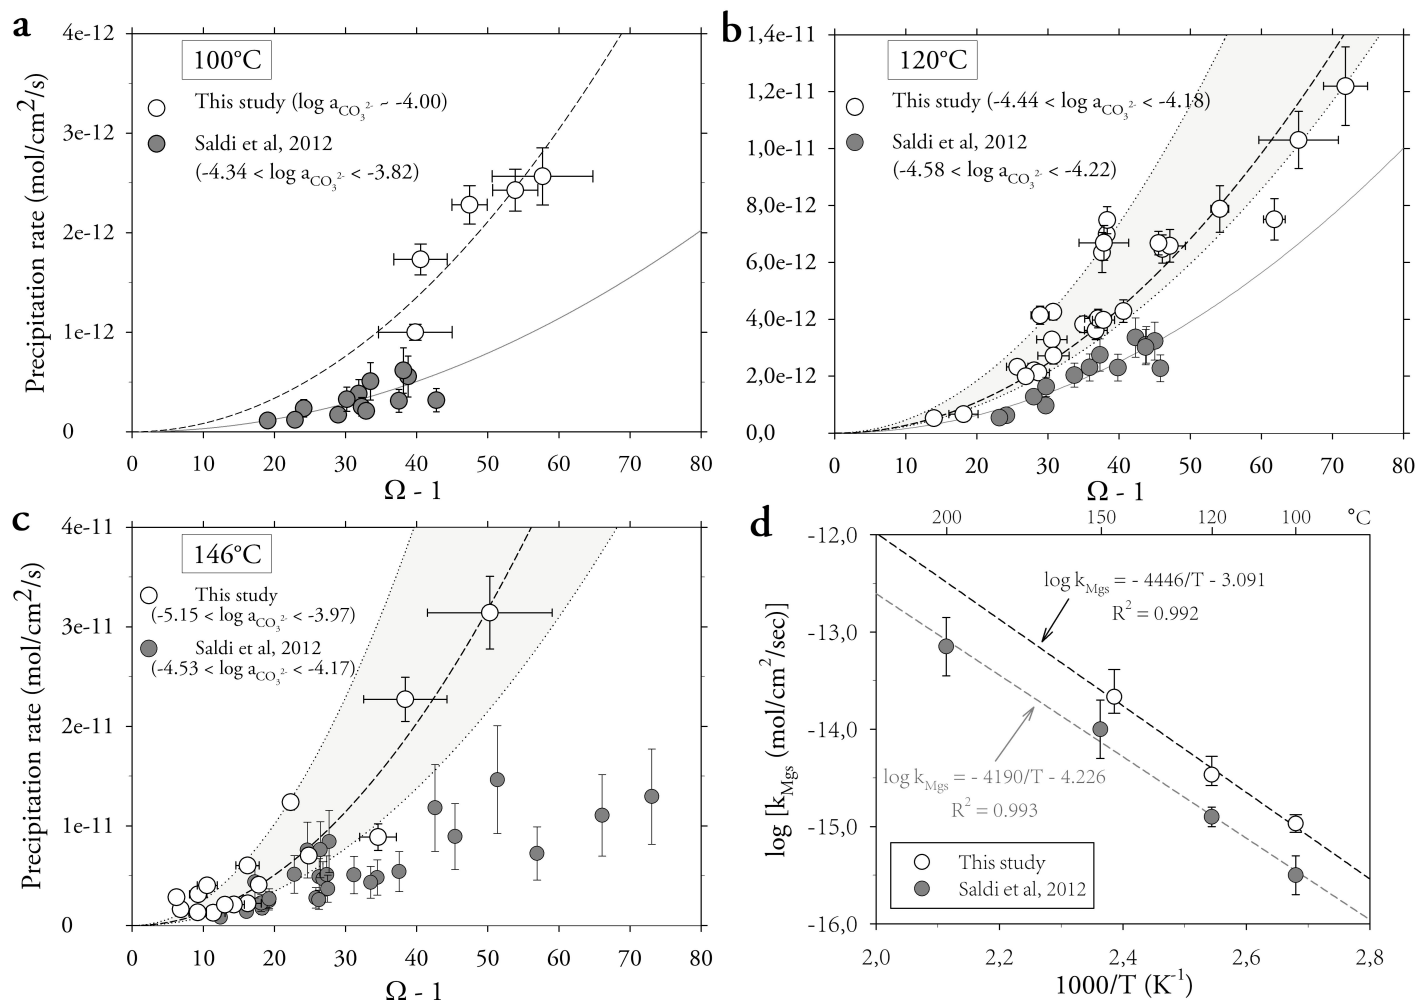 a
100°C
This study (log aCO₃²⁻ ~ -4.00)
Saldi et al, 2012
(-4.34 < log aCO₃²⁻ < -3.82)
Precipitation rate (mol/cm²/s)
4e-12
3e-12
2e-12
1e-12
0
0 10 20 30 40 50 60 70 80
Ω - 1
b
120°C
This study (-4.44 < log aCO₃²⁻ < -4.18)
Saldi et al, 2012
(-4.58 < log aCO₃²⁻ < -4.22)
1,4e-11
1,2e-11
1,0e-11
8,0e-12
6,0e-12
4,0e-12
2,0e-12
0,0
0 10 20 30 40 50 60 70 80
Ω - 1
c
146°C
This study
(-5.15 < log aCO₃²⁻ < -3.97)
Saldi et al, 2012
(-4.53 < log aCO₃²⁻ < -4.17)
Precipitation rate (mol/cm²/s)
4e-11
3e-11
2e-11
1e-11
0
0 10 20 30 40 50 60 70 80
Ω - 1
d
200 150 120 100 °C
log kMgs = - 4446/T - 3.091
R² = 0.992
log kMgs = - 4190/T - 4.226
R² = 0.993
This study
Saldi et al, 2012
log [kMgs (mol/cm²/sec)]
-12,0
-13,0
-14,0
-15,0
-16,0
2,0 2,2 2,4 2,6 2,8
1000/T (K⁻¹)